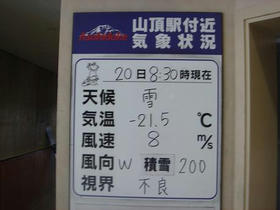 山頂駅付近
気象状況
20日8:30時現在
天候 雪
気温 -21.5 ℃
風速 8 m/s
風向 W 積雪 200
視界 不良